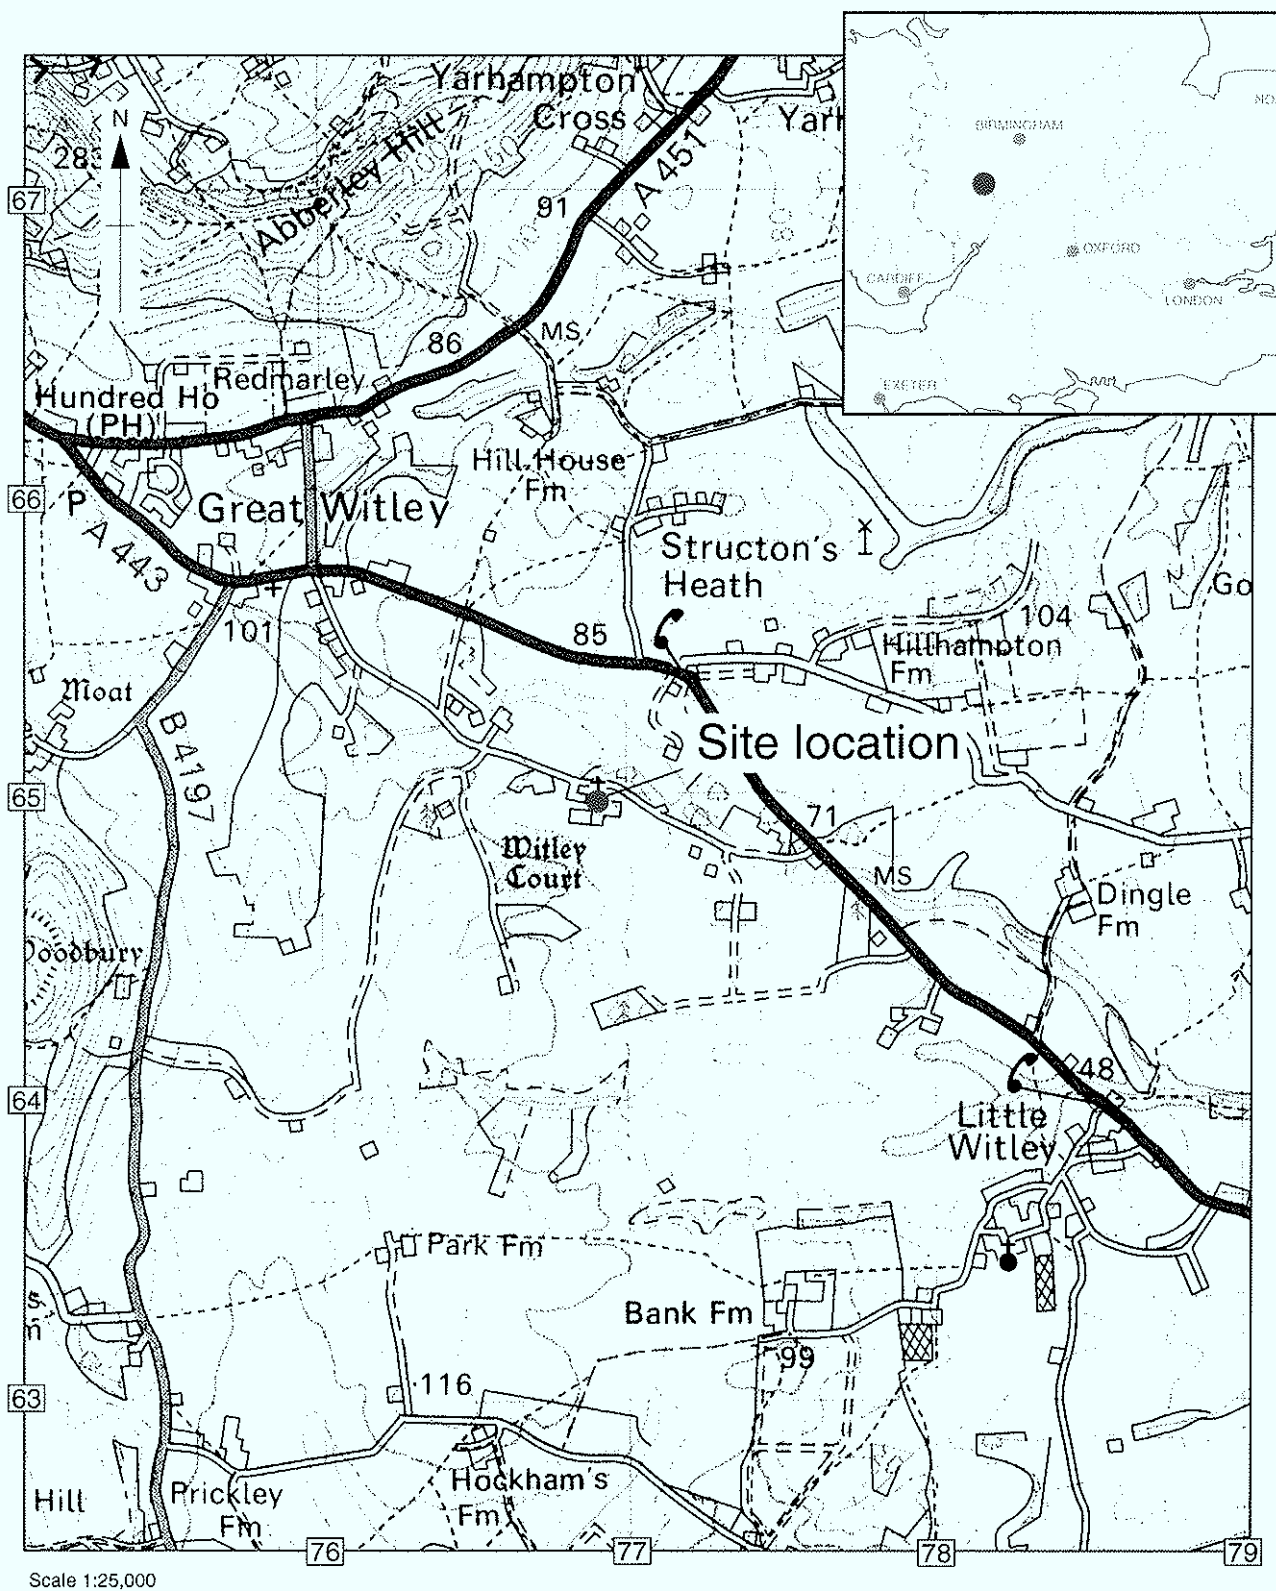 Yarhampton
Cross
Yarh
N
28
BIRMINGHAM
OXFORD
CARDIFF
LONDON
EXETER
NO
67
Abberley Hill
A 451
91
MS
86
Hundred Ho
(PH)
Redmarley
Hill House
Fm
66
P
Great Witley
A 443
Structon's
Heath
Go
101
85
104
Hillhampton
Fm
Moat
B 4197
Site location
65
71
Witley
Court
MS
Dingle
Fm
oodbury
64
48
Little
Witley
Park Fm
s
m
Bank Fm
99
63
116
Hill
Prickley
Fm
Hockham's
Fm
76
77
78
79
Scale 1:25,000